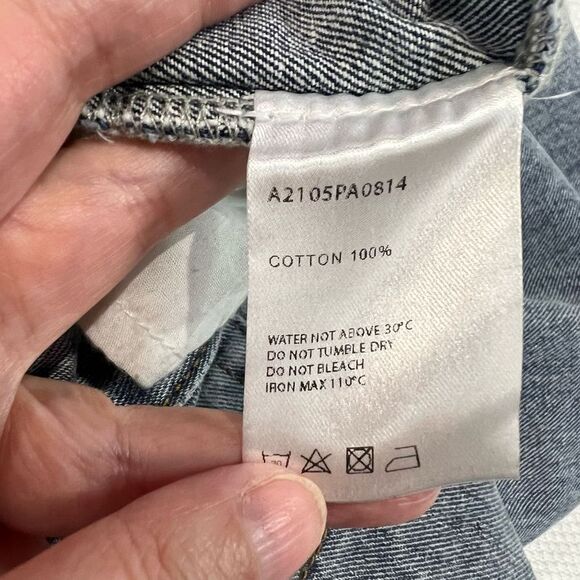 A2105PA0814
COTTON 100%
WATER NOT ABOVE 30°C
DO NOT TUMBLE DRY
DO NOT BLEACH
IRON MAX 110°C